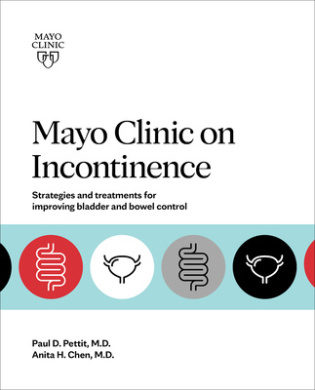 MAYO
CLINIC
Mayo Clinic on
Incontinence
Strategies and treatments for
improving bladder and bowel control
Paul D. Pettit, M.D.
Anita H. Chen, M.D.